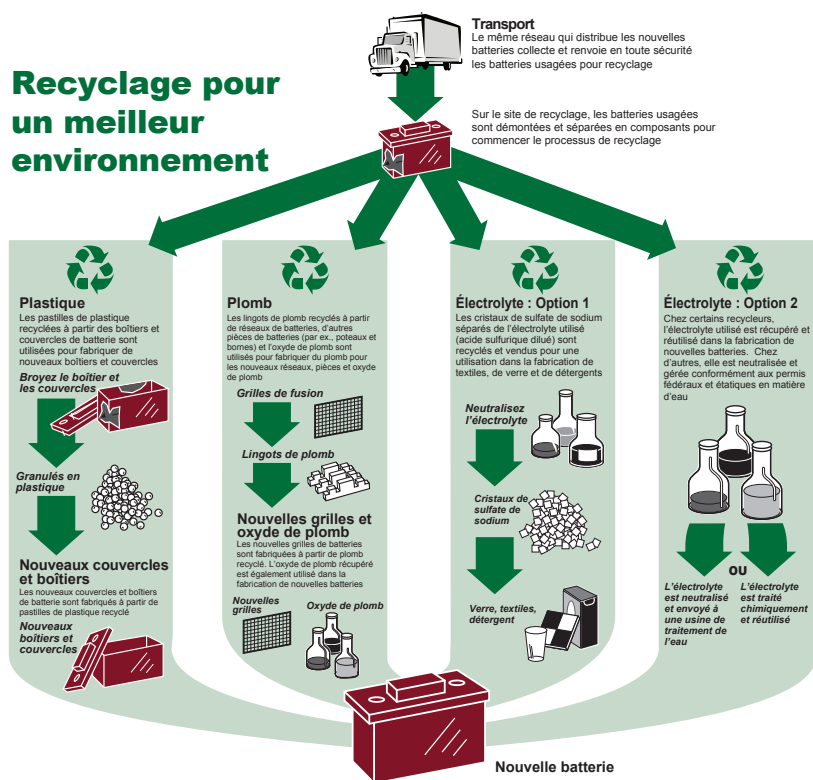 Transport
Le même réseau qui distribue les nouvelles
batteries collecte et renvoie en toute sécurité
les batteries usagées pour recyclage
Recyclage pour
un meilleur
environnement
Sur le site de recyclage, les batteries usagées
sont démontées et séparées en composants pour
commencer le processus de recyclage
Plastique
Les pastilles de plastique
recyclées à partir des boîtiers et
couvercles de batterie sont
utilisées pour fabriquer de
nouveaux boîtiers et couvercles
Broyez le boîtier et
les couvercles
Granulés en
plastique
Nouveaux couvercles
et boîtiers
Les nouveaux couvercles et boîtiers
de batterie sont fabriqués à partir de
pastilles de plastique recyclé
Nouveaux
boîtiers et
couvercles
Plomb
Les lingots de plomb recyclés à partir
de réseaux de batteries, d'autres
pièces de batteries (par ex., poteaux et
bornes) et l'oxyde de plomb sont
utilisés pour fabriquer du plomb pour
les nouveaux réseaux, pièces et oxyde
de plomb
Grilles de fusion
Lingots de plomb
Nouvelles grilles et
oxyde de plomb
Les nouvelles grilles de batteries
sont fabriquées à partir de plomb
recyclé. L'oxyde de plomb récupéré
est également utilisé dans la
fabrication de nouvelles batteries
Nouvelles
grilles
Oxyde de plomb
Électrolyte : Option 1
Les cristaux de sulfate de sodium
séparés de l'électrolyte utilisé
(acide sulfurique dilué) sont
recyclés et vendus pour une
utilisation dans la fabrication de
textiles, de verre et de détergents
Neutralisez
l'électrolyte
Cristaux de
sulfate de
sodium
Verre, textiles,
détergent
Électrolyte : Option 2
Chez certains recycleurs,
l'électrolyte utilisé est récupéré et
réutilisé dans la fabrication de
nouvelles batteries. Chez
d'autres, elle est neutralisée et
gérée conformément aux permis
fédéraux et étatiques en matière
d'eau
ou
L'électrolyte
est neutralisé
et envoyé à
une usine de
traitement de
l'eau
L'électrolyte
est traité
chimiquement
et réutilisé
Nouvelle batterie